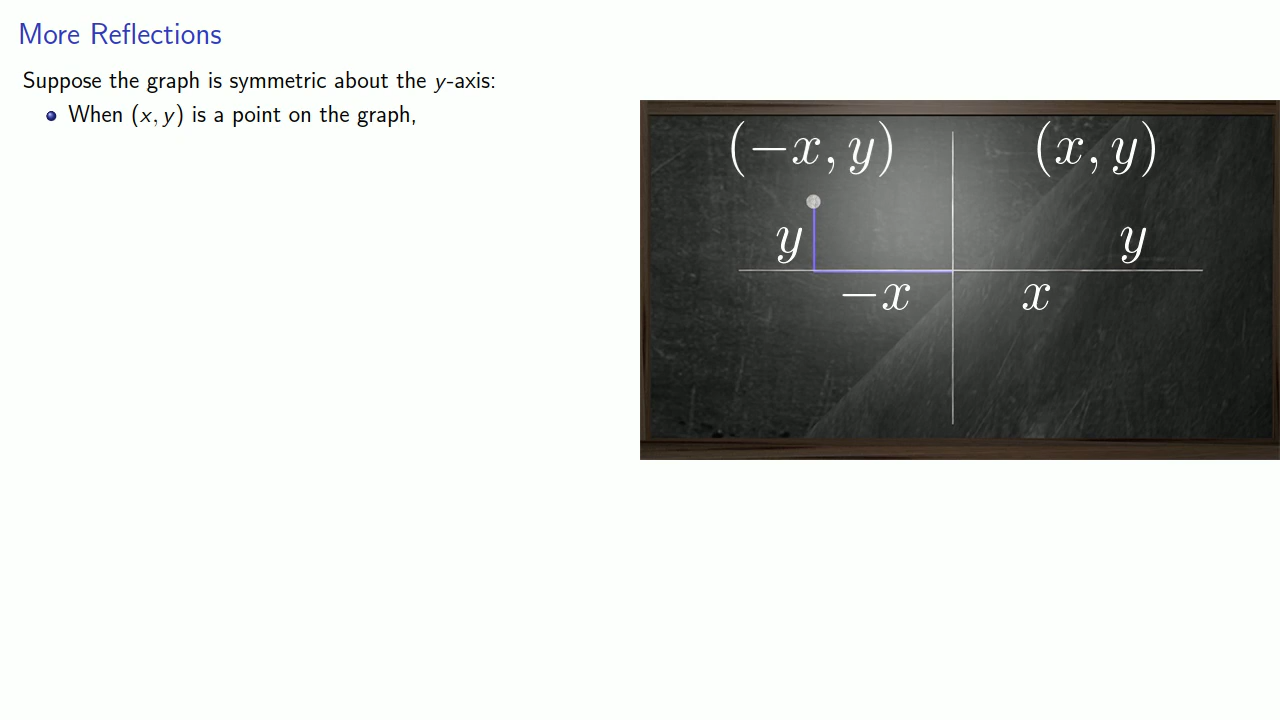 More Reflections
Suppose the graph is symmetric about the y-axis:
When (x, y) is a point on the graph,
(−x, y) (x, y)
y y
−x x